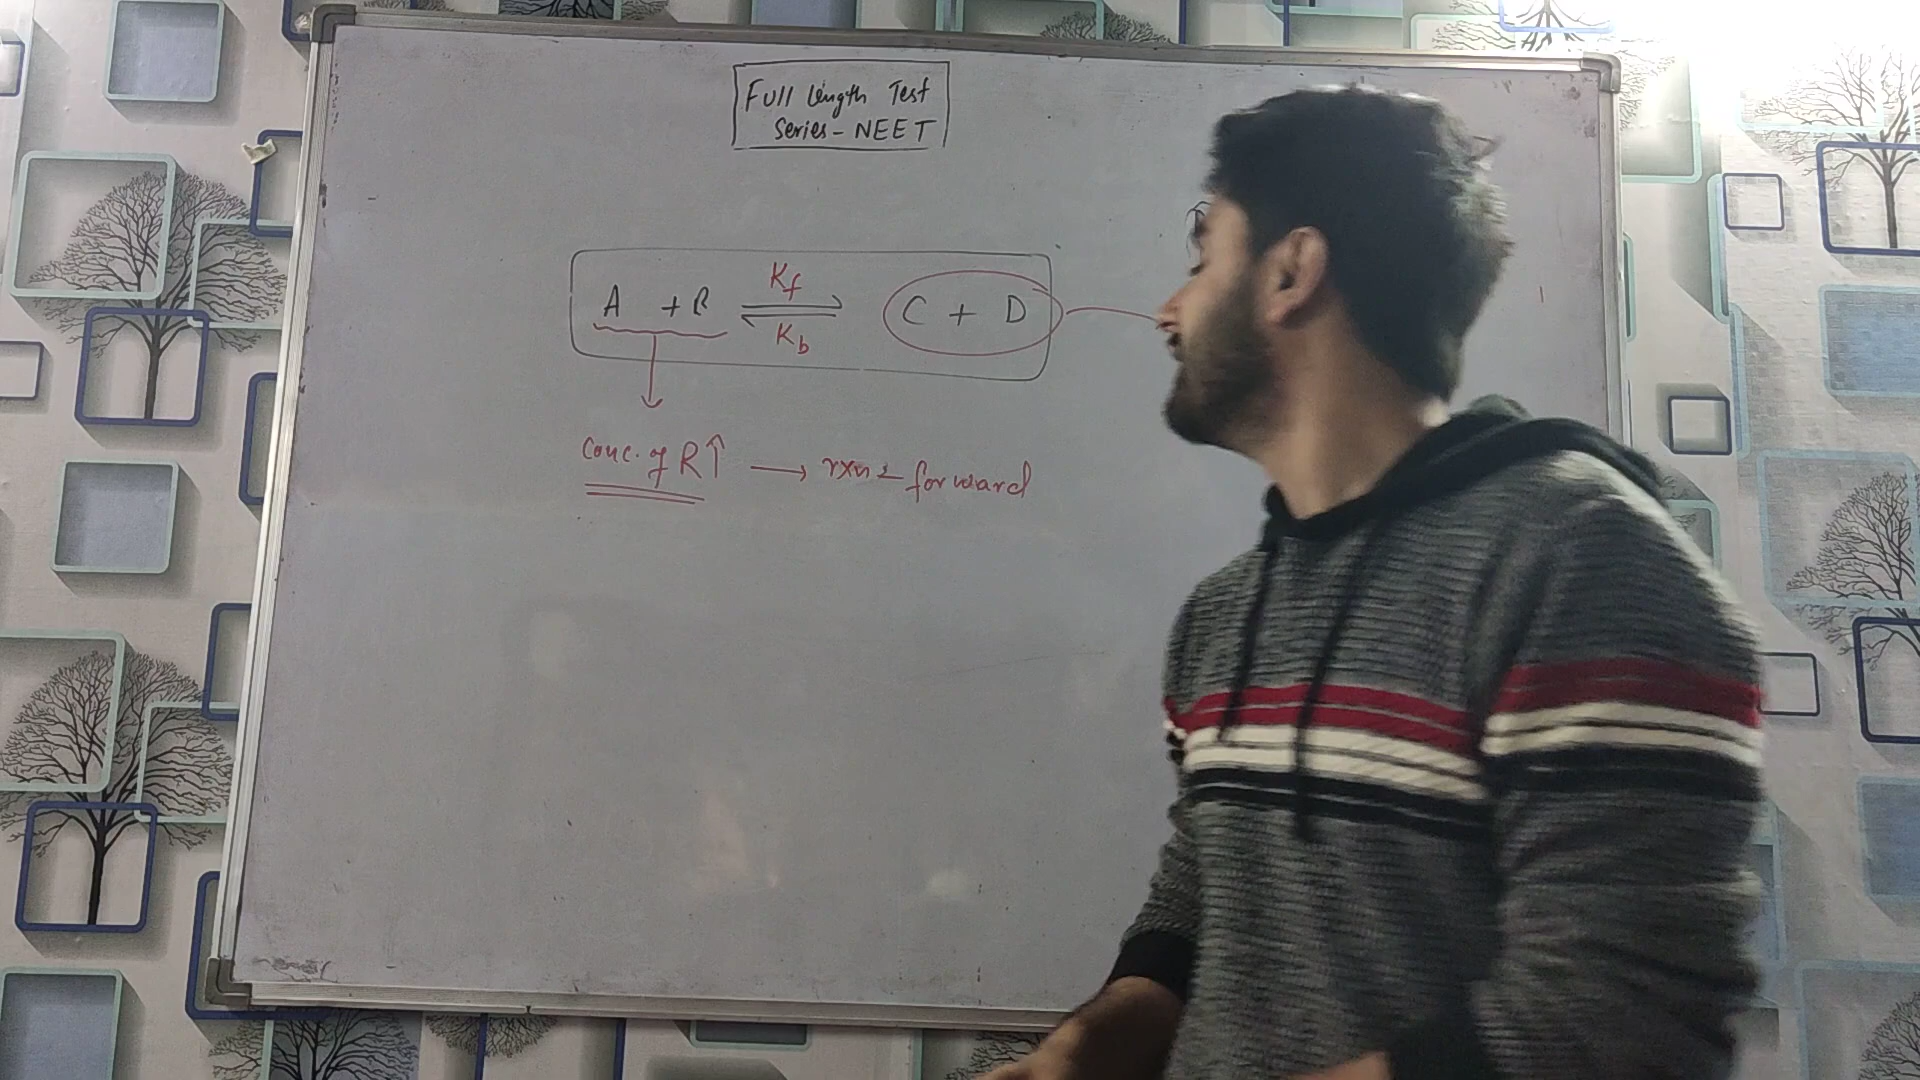 Full Length Test
Series - NEET
A + B ⇌ C + D
Kf
Kb
Conc. of R↑ → rxn = forward